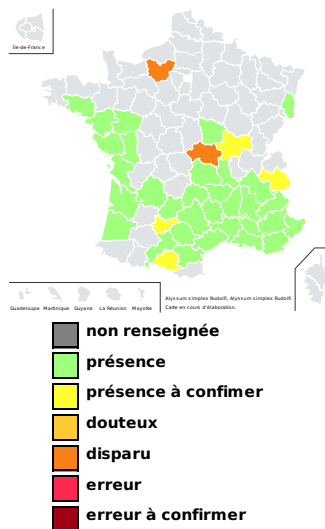 Île-de-France
Guadeloupe Martinique Guyane La Réunion Mayotte
Alyssum simplex Rudolfi, Alyssum simplex Rudolfi
Carte en cours d'élaboration.
non renseignée
présence
présence à confimer
douteux
disparu
erreur
erreur à confirmer